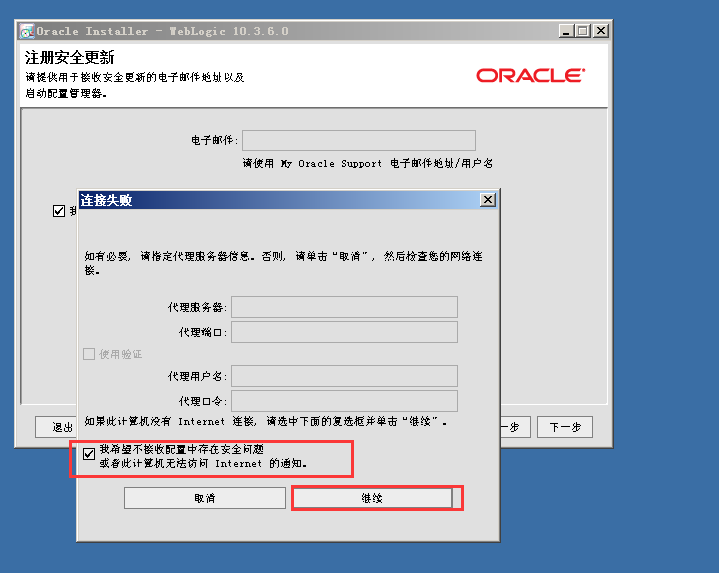 Oracle Installer - WebLogic 10.3.6.0
注册安全更新
请提供用于接收安全更新的电子邮件地址以及
启动配置管理器。
ORACLE
电子邮件:
请使用 My Oracle Support 电子邮件地址/用户名
我
连接失败
如有必要, 请指定代理服务器信息。否则, 请单击“取消”, 然后检查您的网络连
接。
代理服务器:
代理端口:
使用验证
代理用户名:
代理口令:
如果此计算机没有 Internet 连接, 请选中下面的复选框并单击“继续”。
退出
一步
下一步
我希望不接收配置中存在安全问题
或者此计算机无法访问 Internet 的通知。
取消
继续